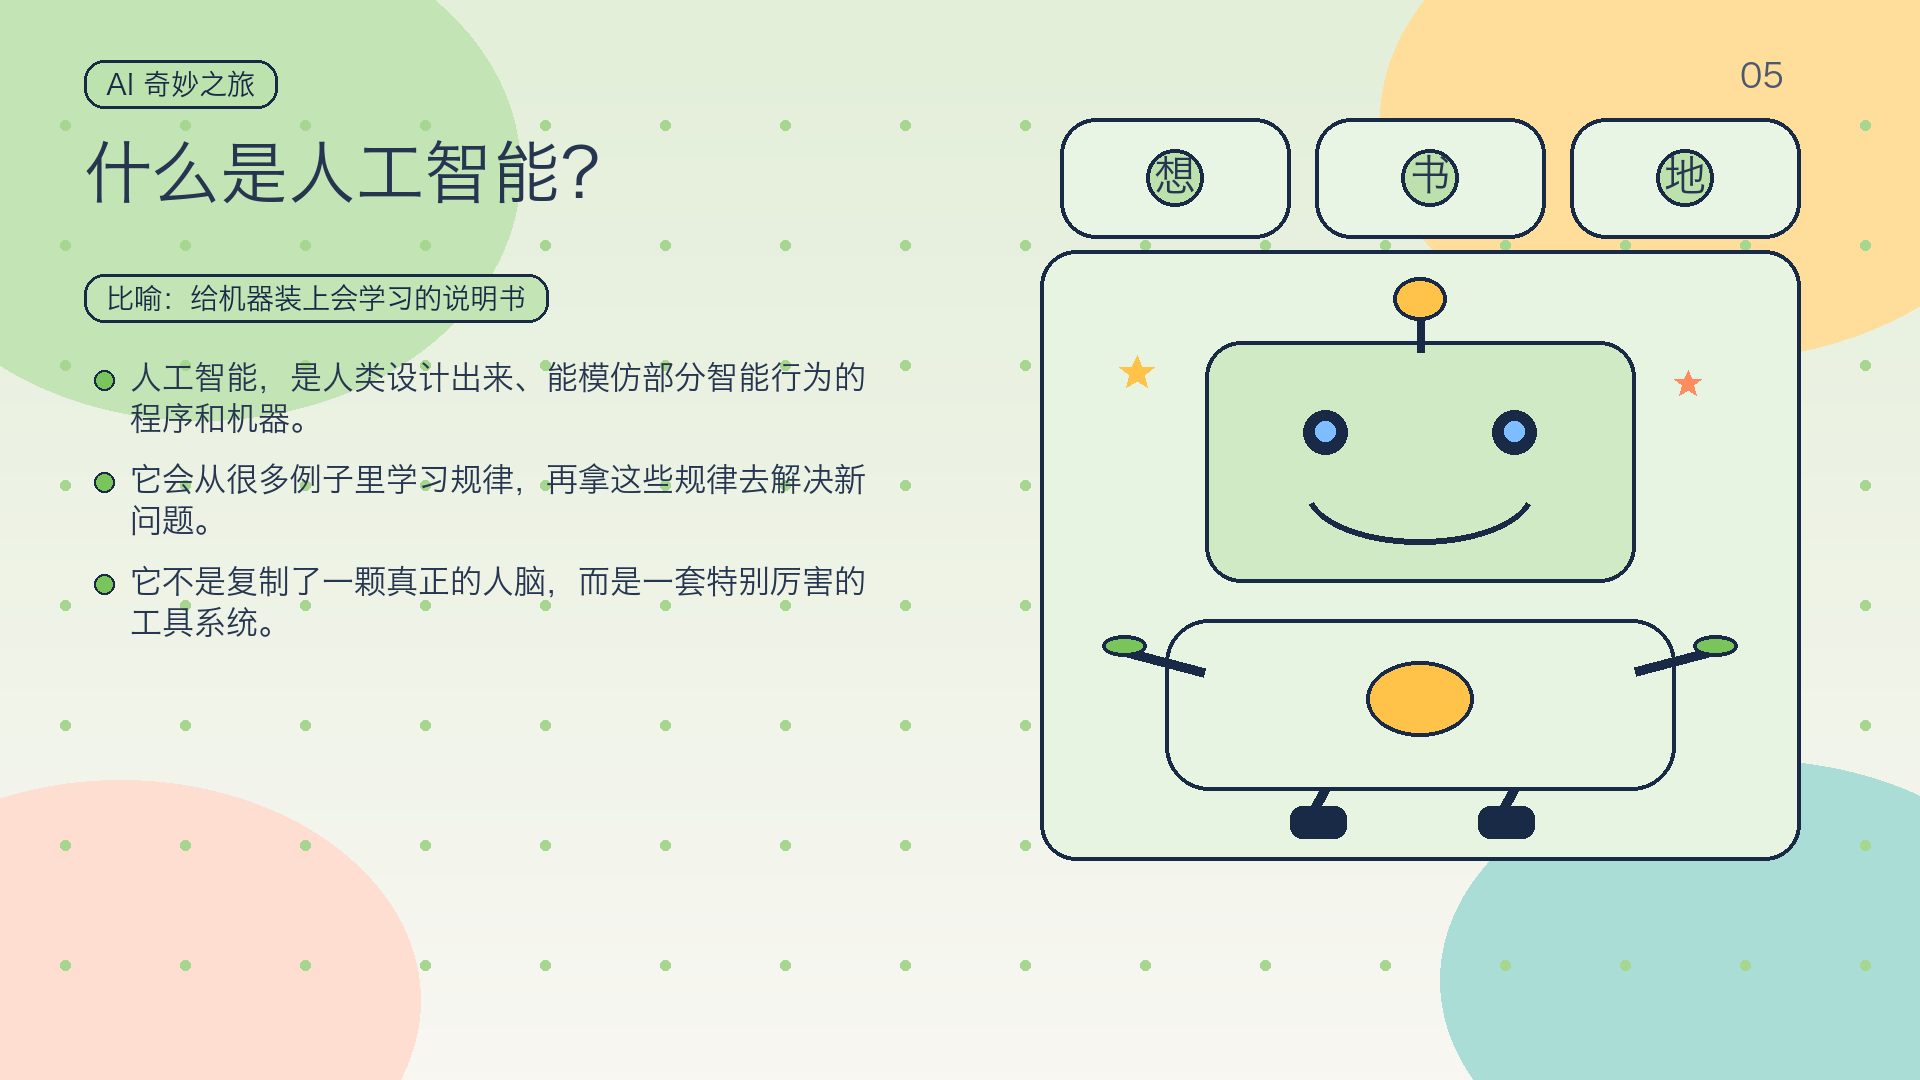 AI 奇妙之旅
05
什么是人工智能?
想
书
地
比喻：给机器装上会学习的说明书
人工智能，是人类设计出来、能模仿部分智能行为的
程序和机器。
它会从很多例子里学习规律，再拿这些规律去解决新
问题。
它不是复制了一颗真正的人脑，而是一套特别厉害的
工具系统。